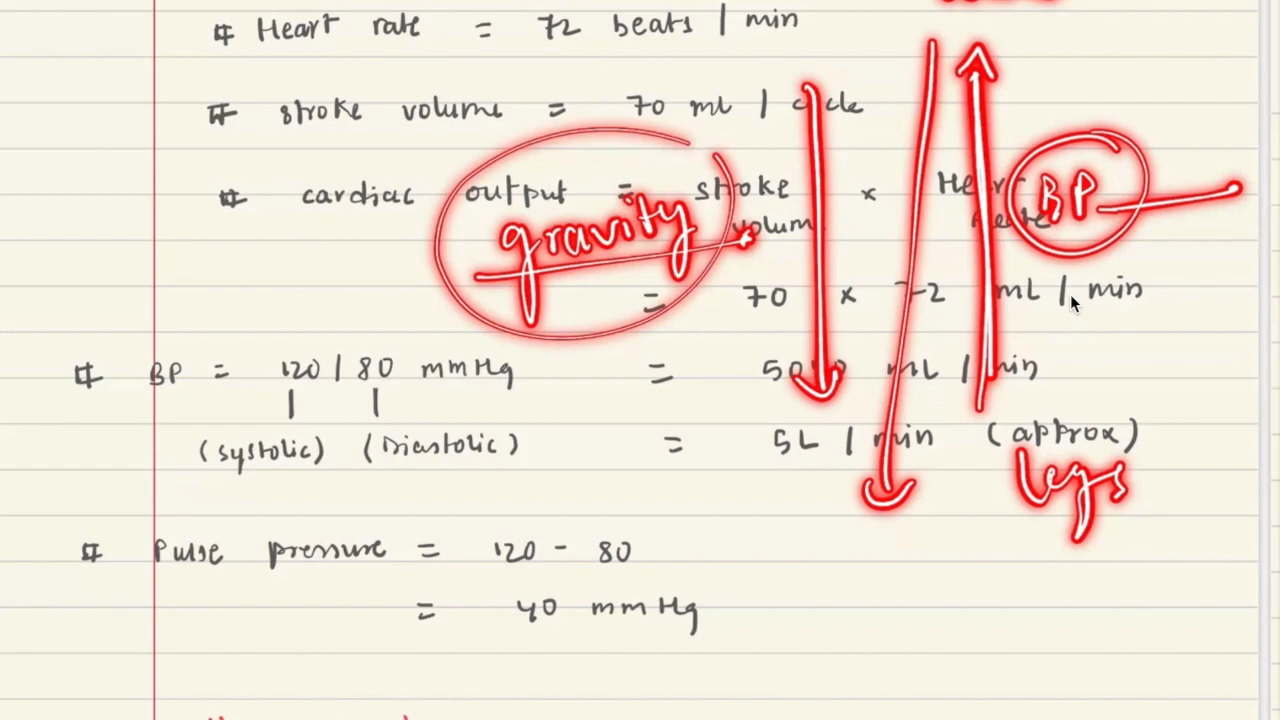 # Heart rate = 72 beats / min
# stroke volume = 70 ml / cycle
# cardiac output = stroke volum × Heart Rate
gravity
BP
= 70 × 72 mL / min
# BP = 120 / 80 mmHg = 5040 mL / min
(systolic) (Diastolic) = 5L / min (approx)
legs
# Pulse pressure = 120 - 80
= 40 mmHg